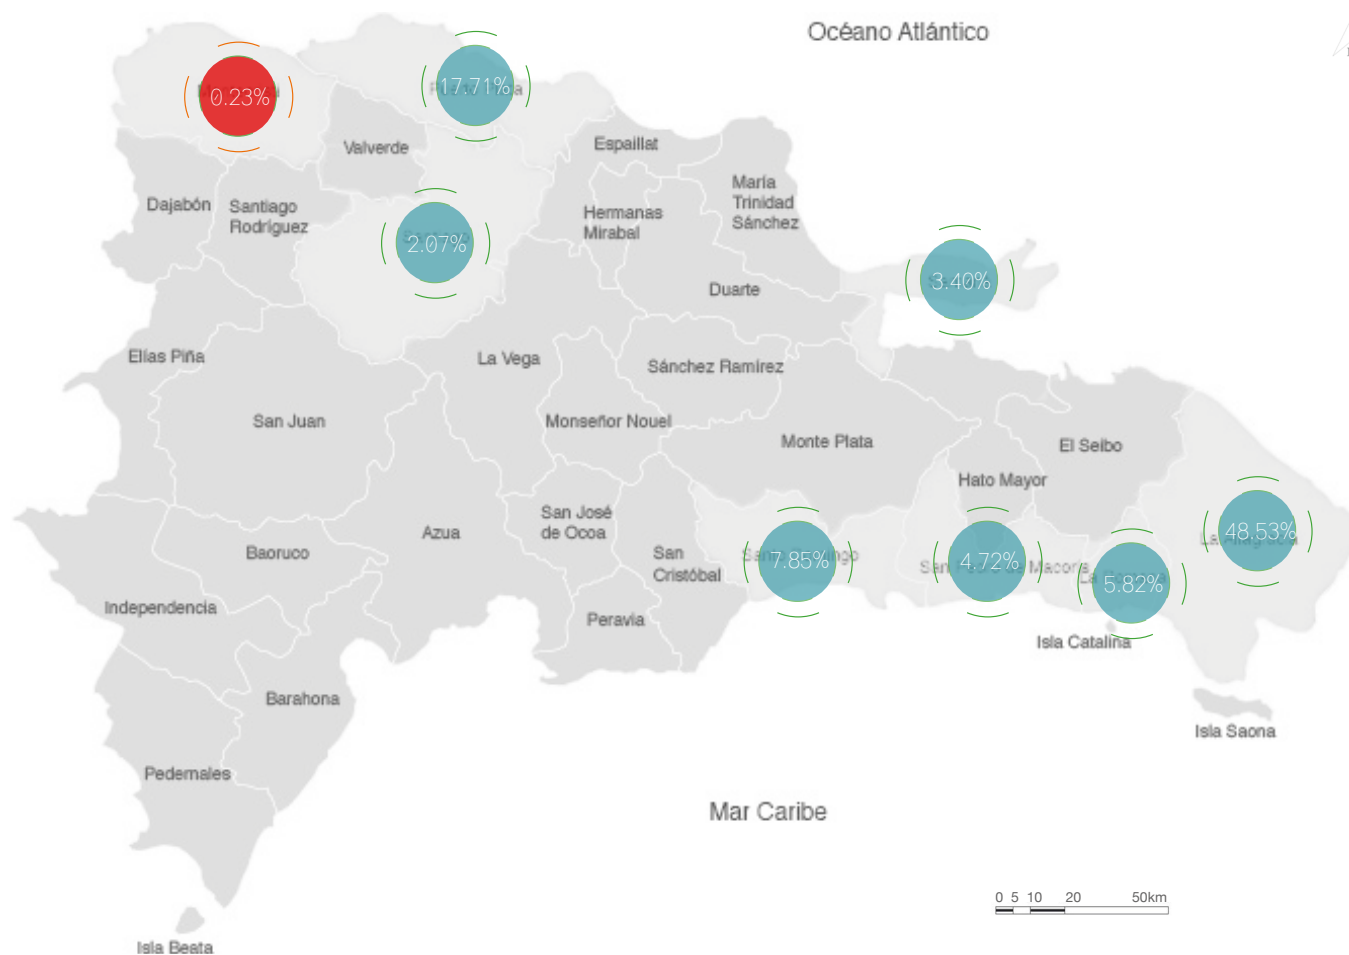 Océano Atlántico
17.71%
0.23%
Valverde
Espaillat
María
Trinidad
Sánchez
Dajabón
Santiago
Rodríguez
Hermanas
Mirabal
2.07%
3.40%
Duarte
Elías Piña
La Vega
Sánchez Ramírez
San Juan
Monseñor Nouel
Monte Plata
El Seibo
Hato Mayor
San José
de Ocoa
Azua
48.53%
Baoruco
San
Cristóbal
7.85%
4.72%
5.82%
Independencia
Peravia
Isla Catalina
Barahona
Isla Saona
Pedernales
Mar Caribe
0 5 10 20 50km
Isla Beata